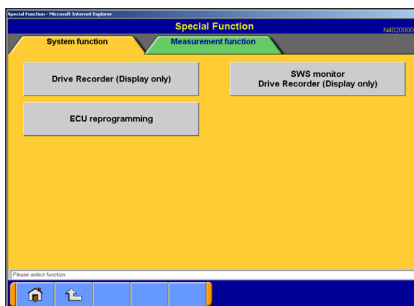 Special Function - Microsoft Internet Explorer
Special Function
N4020000
System function
Measurement function
Drive Recorder (Display only)
SWS monitor
Drive Recorder (Display only)
ECU reprogramming
Please select function